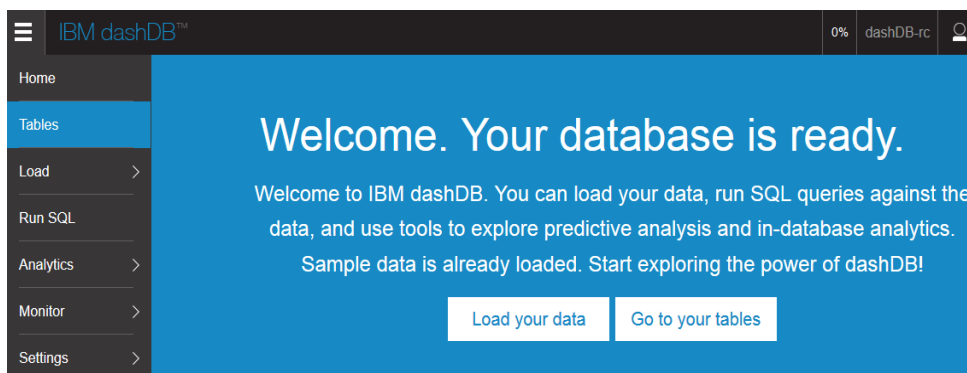 IBM dashDB™
0%
dashDB-rc
Home
Tables
Load
Run SQL
Analytics
Monitor
Settings
Welcome. Your database is ready.
Welcome to IBM dashDB. You can load your data, run SQL queries against the
data, and use tools to explore predictive analysis and in-database analytics.
Sample data is already loaded. Start exploring the power of dashDB!
Load your data
Go to your tables